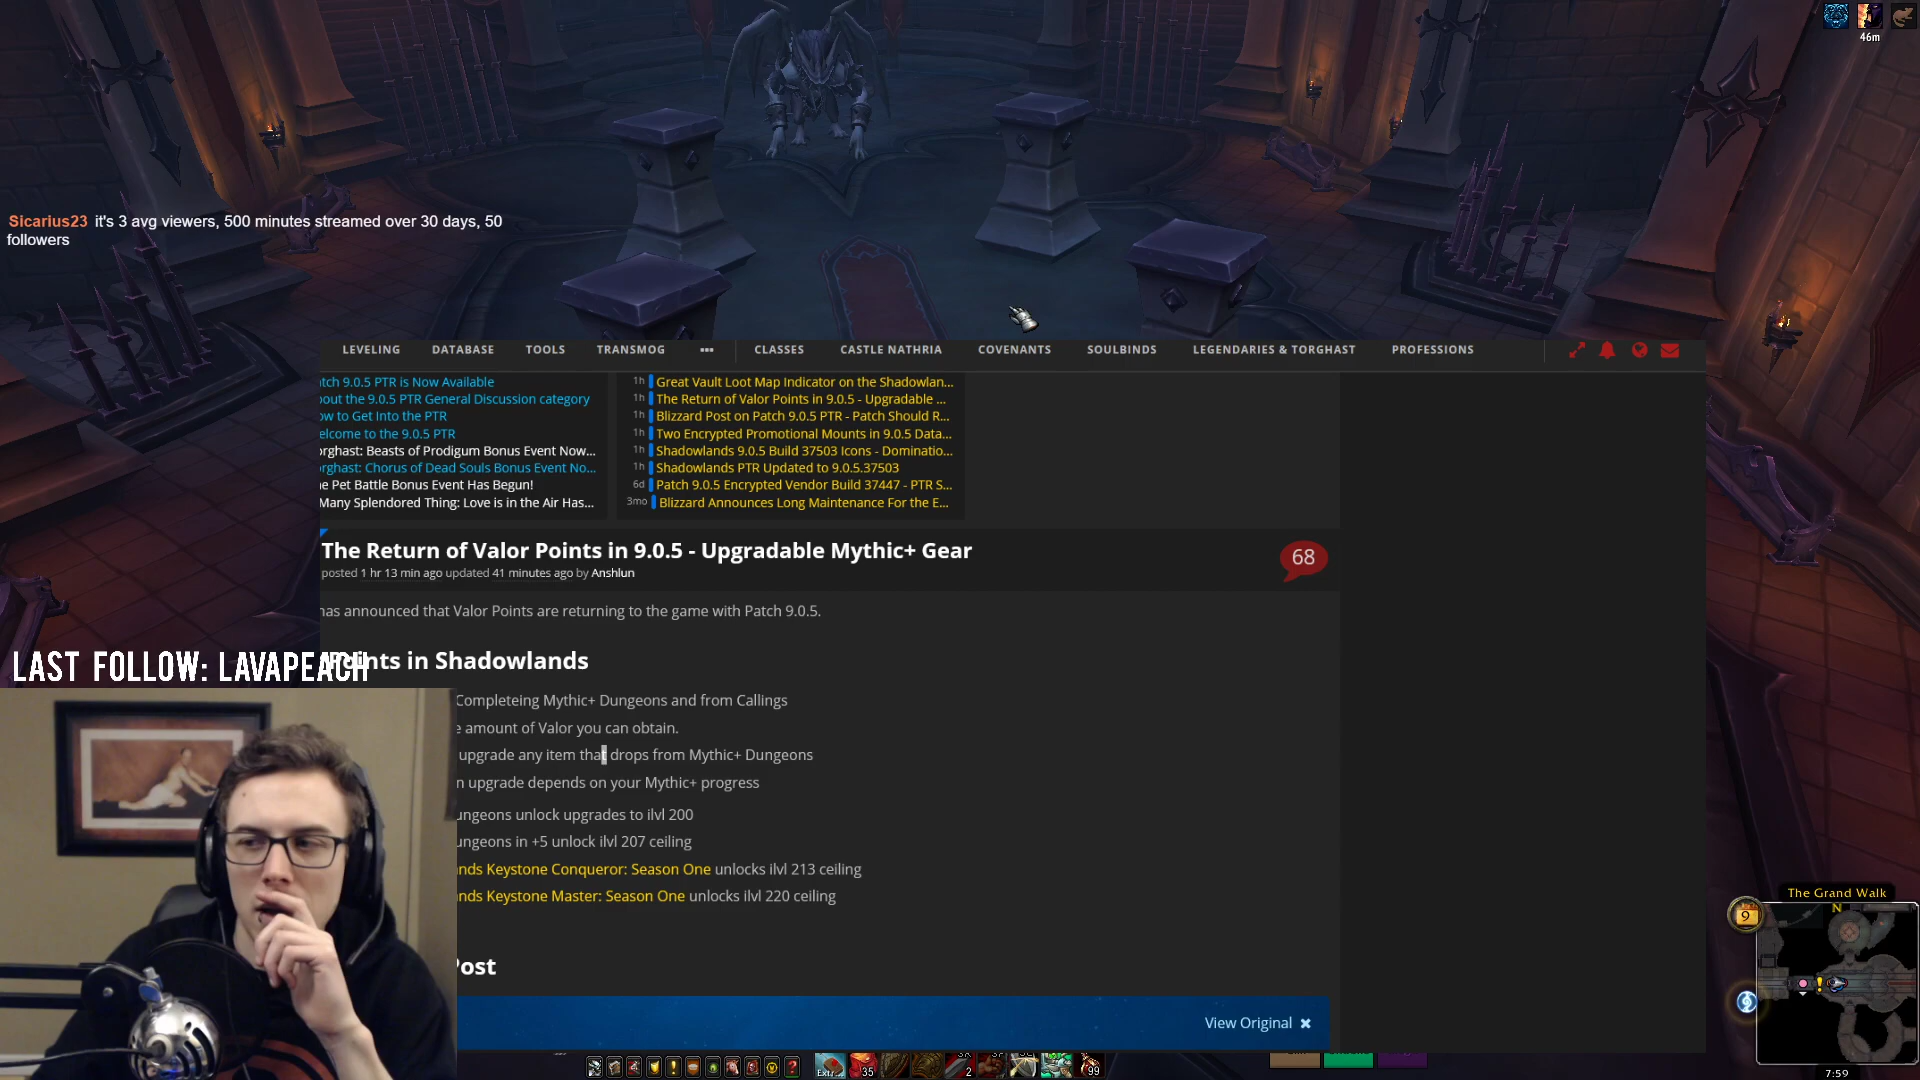 46m
Sicarius23 it's 3 avg viewers, 500 minutes streamed over 30 days, 50
followers
LEVELING DATABASE TOOLS TRANSMOG ••• CLASSES CASTLE NATHRIA COVENANTS SOULBINDS LEGENDARIES & TORGHAST PROFESSIONS
atch 9.0.5 PTR is Now Available
out the 9.0.5 PTR General Discussion category
ow to Get Into the PTR
elcome to the 9.0.5 PTR
orghast: Beasts of Prodigum Bonus Event Now...
orghast: Chorus of Dead Souls Bonus Event No...
e Pet Battle Bonus Event Has Begun!
Many Splendored Thing: Love is in the Air Has...
1h Great Vault Loot Map Indicator on the Shadowlan...
1h The Return of Valor Points in 9.0.5 - Upgradable ...
1h Blizzard Post on Patch 9.0.5 PTR - Patch Should R...
1h Two Encrypted Promotional Mounts in 9.0.5 Data...
1h Shadowlands 9.0.5 Build 37503 Icons - Dominatio...
1h Shadowlands PTR Updated to 9.0.5.37503
6d Patch 9.0.5 Encrypted Vendor Build 37447 - PTR S...
3mo Blizzard Announces Long Maintenance For the E...
The Return of Valor Points in 9.0.5 - Upgradable Mythic+ Gear
68
posted 1 hr 13 min ago updated 41 minutes ago by Anshlun
has announced that Valor Points are returning to the game with Patch 9.0.5.
LAST FOLLOW: LAVAPEACH
Points in Shadowlands
Completeing Mythic+ Dungeons and from Callings
e amount of Valor you can obtain.
upgrade any item that drops from Mythic+ Dungeons
n upgrade depends on your Mythic+ progress
ungeons unlock upgrades to ilvl 200
ungeons in +5 unlock ilvl 207 ceiling
nds Keystone Conqueror: Season One unlocks ilvl 213 ceiling
nds Keystone Master: Season One unlocks ilvl 220 ceiling
Post
View Original ✖
The Grand Walk
N
9
7:59
35
2
99